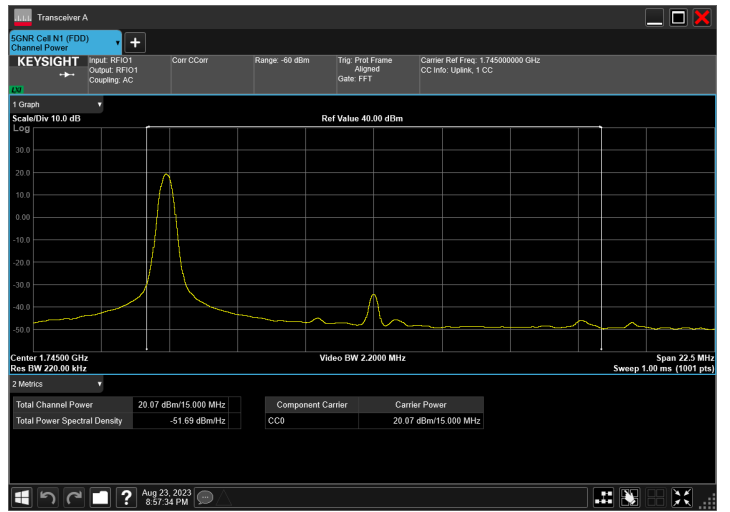 Transceiver A
5GNR Cell N1 (FDD)
Channel Power
KEYSIGHT
Input: RFIO1
Output: RFIO1
Coupling: AC
Corr CCorr
Range: -60 dBm
Trig: Prot Frame
Aligned
Gate: FFT
Carrier Ref Freq: 1.745000000 GHz
CC Info: Uplink, 1 CC
LXI
1 Graph
Scale/Div 10.0 dB
Ref Value 40.00 dBm
Log
30.0
20.0
10.0
0.00
-10.0
-20.0
-30.0
-40.0
-50.0
Center 1.74500 GHz
Video BW 2.2000 MHz
Span 22.5 MHz
Res BW 220.00 kHz
Sweep 1.00 ms (1001 pts)
2 Metrics
Total Channel Power 20.07 dBm/15.000 MHz
Total Power Spectral Density -51.69 dBm/Hz
Component Carrier Carrier Power
CC0 20.07 dBm/15.000 MHz
Aug 23, 2023
8:57:34 PM